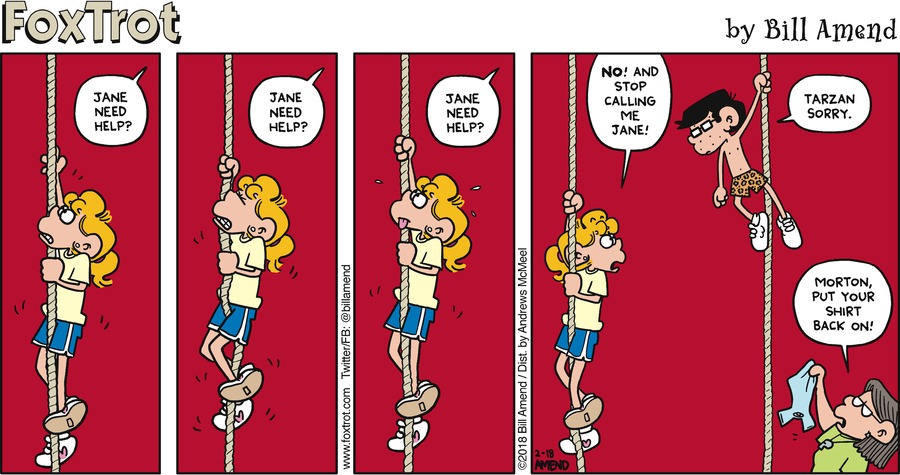 FOXTROT
by Bill Amend
JANE
NEED
HELP?
JANE
NEED
HELP?
JANE
NEED
HELP?
www.foxtrot.com Twitter/FB: @billamend
NO! AND
STOP
CALLING
ME
JANE!
TARZAN
SORRY.
MORTON,
PUT YOUR
SHIRT
BACK ON!
©2018 Bill Amend / Dist. by Andrews McMeel
2-18
AMEND